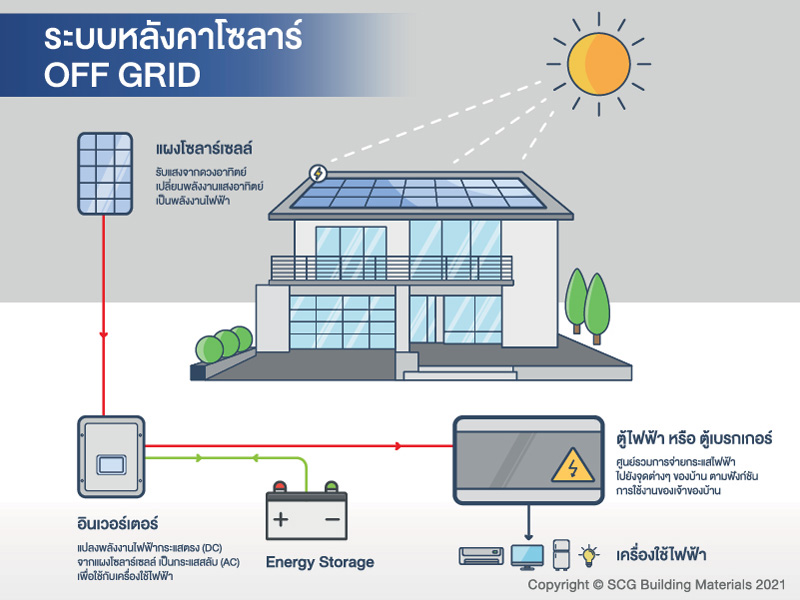 ระบบหลังคาโซลาร์
OFF GRID
แผงโซลาร์เซลล์
รับแสงจากดวงอาทิตย์
เปลี่ยนพลังงานแสงอาทิตย์
เป็นพลังงานไฟฟ้า
ตู้ไฟฟ้า หรือ ตู้เบรกเกอร์
ศูนย์รวมการจ่ายกระแสไฟฟ้า
ไปยังจุดต่างๆ ของบ้าน ตามฟังก์ชัน
การใช้งานของเจ้าของบ้าน
อินเวอร์เตอร์
แปลงพลังงานไฟฟ้ากระแสตรง (DC)
จากแผงโซลาร์เซลล์ เป็นกระแสสลับ (AC)
เพื่อใช้กับเครื่องใช้ไฟฟ้า
+ −
Energy Storage
เครื่องใช้ไฟฟ้า
Copyright © SCG Building Materials 2021